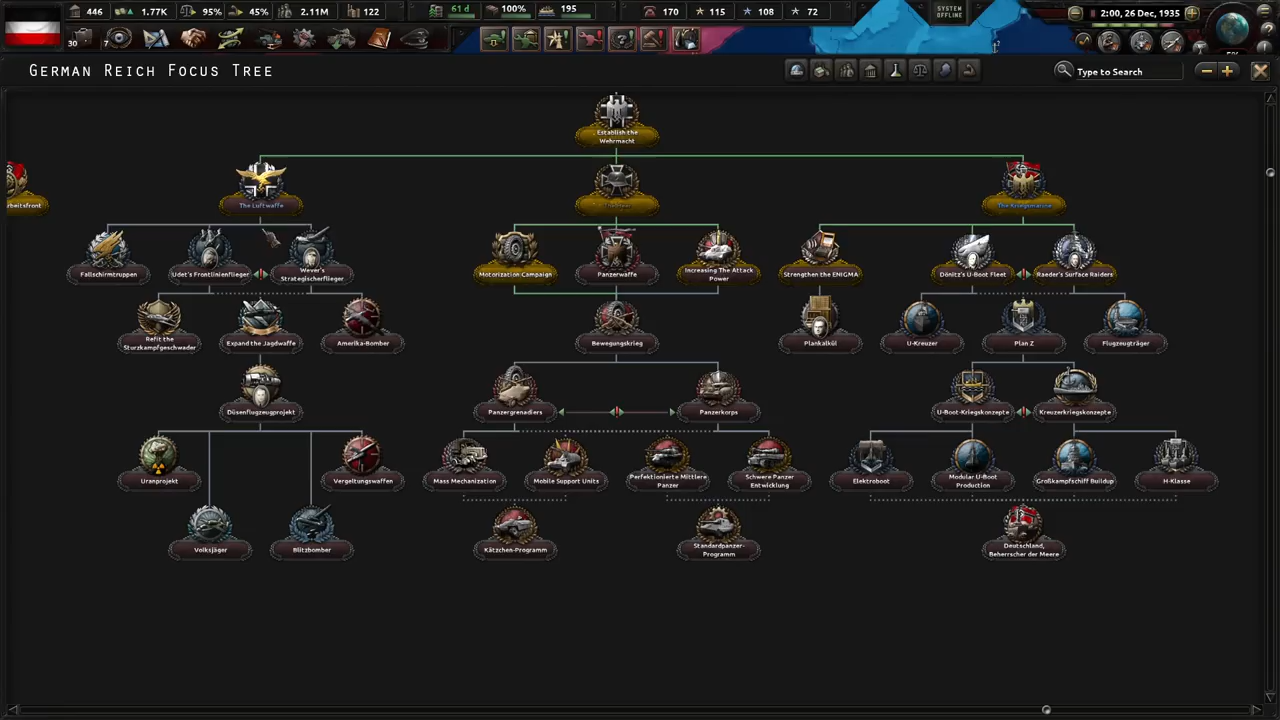 446
1.77K
95%
45%
2.11M
122
61 d
100%
195
170
115
108
72
SYSTEM
OFFLINE
2:00, 26 Dec, 1935
30
7
German Reich Focus Tree
Type to Search
Establish the
Wehrmacht
arbeitsfront
The Luftwaffe
The Heer
The Kriegsmarine
Fallschirmtruppen
Udet's Frontlinienflieger
Wever's
Strategischerflieger
Motorization Campaign
Panzerwaffe
Increasing The Attack
Power
Strengthen the ENIGMA
Dönitz's U-Boot Fleet
Raeder's Surface Raiders
Refit the
Sturzkampfgeschwader
Expand the Jagdwaffe
Amerika-Bomber
Bewegungskrieg
Plankalkül
U-Kreuzer
Plan Z
Flugzeugträger
Düsenflugzeugprojekt
Panzergrenadiers
Panzerkorps
U-Boot-Kriegskonzepte
Kreuzerkriegskonzepte
Uranprojekt
Vergeltungswaffen
Mass Mechanization
Mobile Support Units
Perfektionierte Mittlere
Panzer
Schwere Panzer
Entwicklung
Elektroboot
Modular U-Boot
Production
Großkampfschiff Buildup
H-Klasse
Volksjäger
Blitzbomber
Kätzchen-Programm
Standardpanzer-
Programm
Deutschland,
Beherrscher der Meere